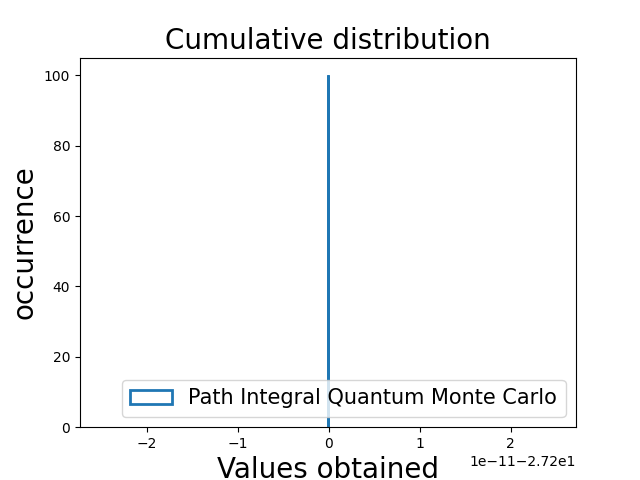 Cumulative distribution
occurrence
100
80
60
40
20
0
Path Integral Quantum Monte Carlo
−2
−1
0
1
2
1e−11−2.72e1
Values obtained